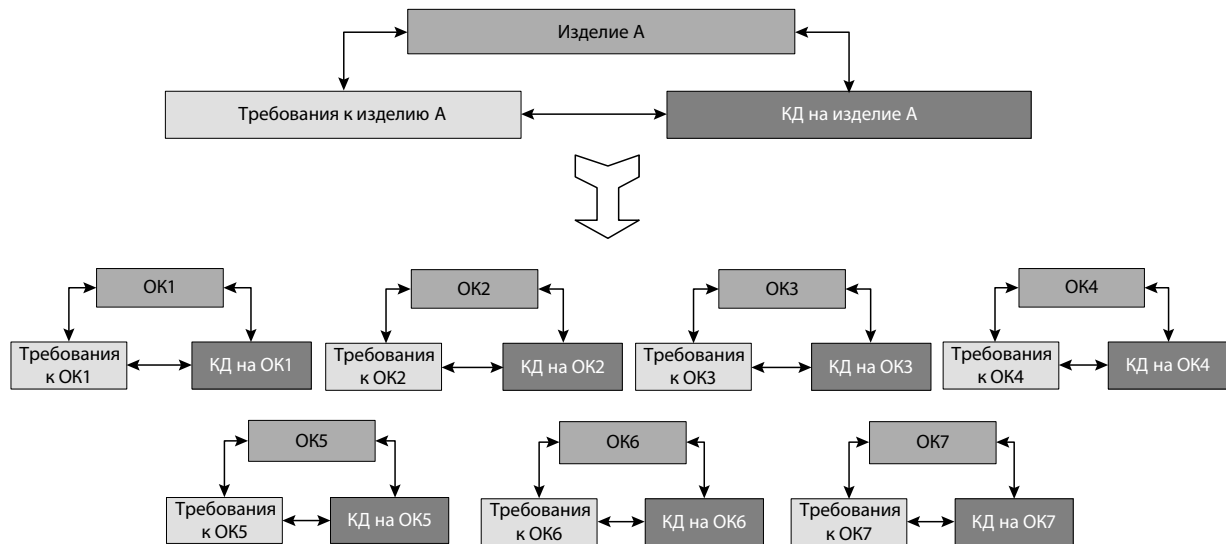 Изделие А
Требования к изделию А
КД на изделие А
ОК1
ОК2
ОК3
ОК4
Требования
к ОК1
КД на ОК1
Требования
к ОК2
КД на ОК2
Требования
к ОК3
КД на ОК3
Требования
к ОК4
КД на ОК4
ОК5
ОК6
ОК7
Требования
к ОК5
КД на ОК5
Требования
к ОК6
КД на ОК6
Требования
к ОК7
КД на ОК7